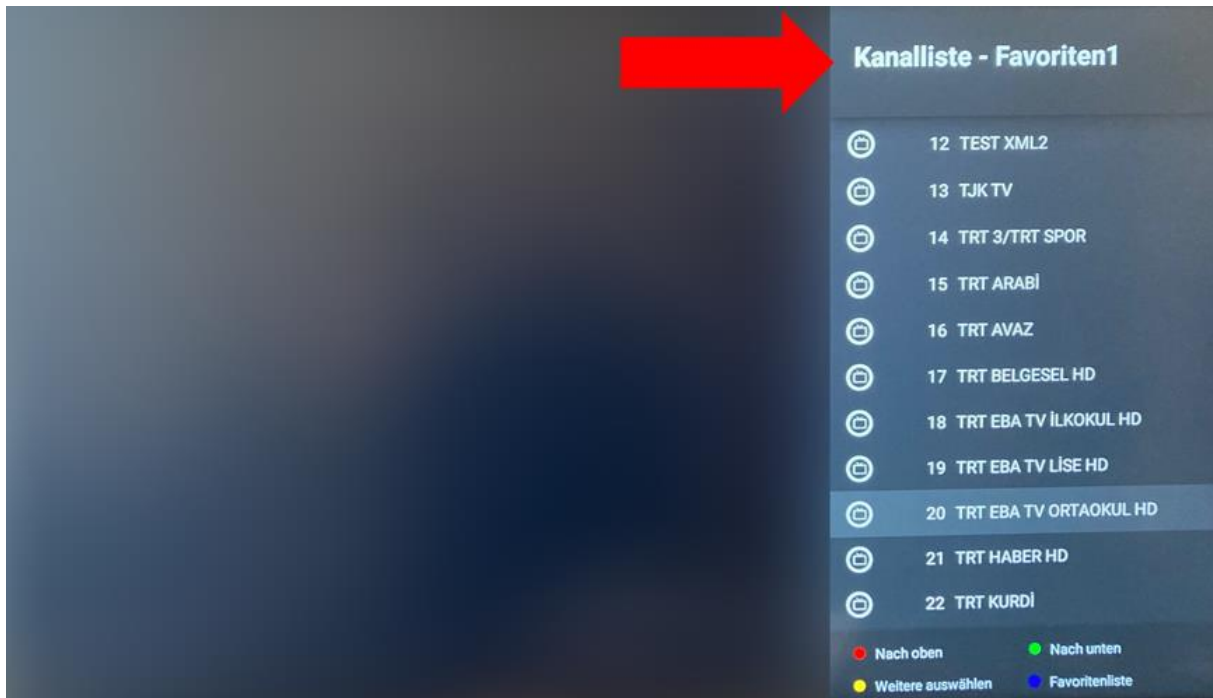 Kanalliste - Favoriten1
12 TEST XML2
13 TJK TV
14 TRT 3/TRT SPOR
15 TRT ARABİ
16 TRT AVAZ
17 TRT BELGESEL HD
18 TRT EBA TV İLKOKUL HD
19 TRT EBA TV LİSE HD
20 TRT EBA TV ORTAOKUL HD
21 TRT HABER HD
22 TRT KURDİ
Nach oben Nach unten
Weitere auswählen Favoritenliste